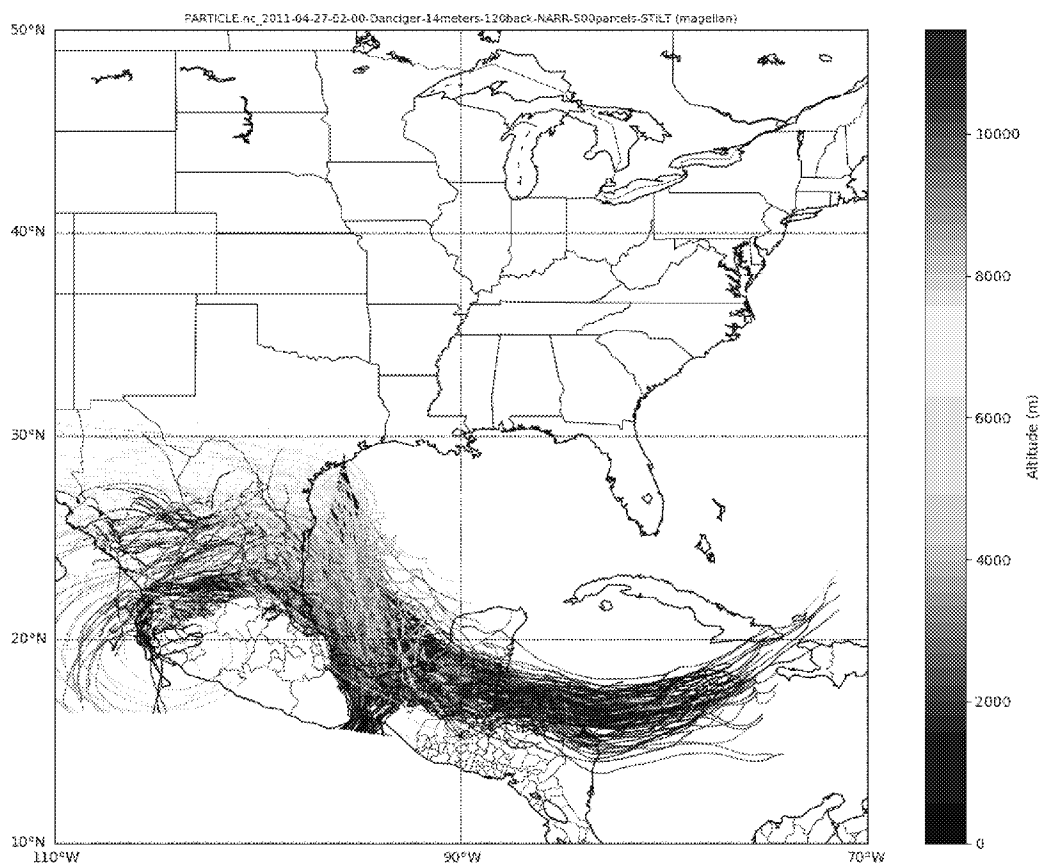 PARTICLE.nc_2011-04-27-02-00-Danciger-14meters-120back-NARR-500parcels-STILT (magellan)
50°N
40°N
30°N
20°N
10°N
110°W
90°W
70°W
10000
8000
6000
4000
2000
0
Altitude (m)